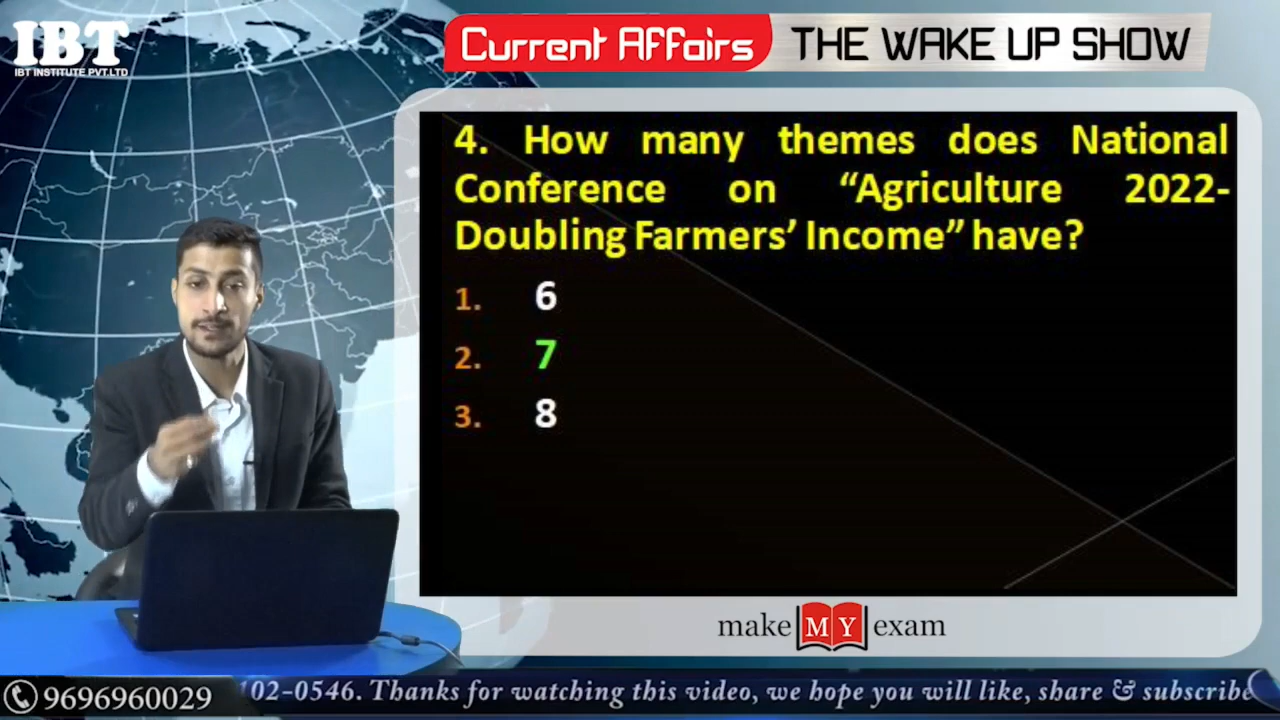 IBT
IBT INSTITUTE PVT.LTD
Current Affairs THE WAKE UP SHOW
4. How many themes does National
Conference on “Agriculture 2022-
Doubling Farmers’ Income” have?
1. 6
2. 7
3. 8
make MY exam
9696960029 102-0546. Thanks for watching this video, we hope you will like, share & subscribe